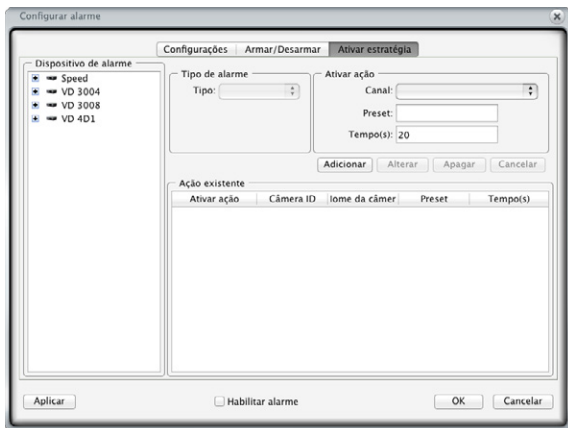 Configurar alarme
Configurações Armar/Desarmar Ativar estratégia
Dispositivo de alarme
Speed
VD 3004
VD 3008
VD 4D1
Tipo de alarme
Tipo:
Ativar ação
Canal:
Preset:
Tempo(s): 20
Adicionar Alterar Apagar Cancelar
Ação existente
Ativar ação Câmera ID lome da câmer Preset Tempo(s)
Aplicar Habilitar alarme OK Cancelar